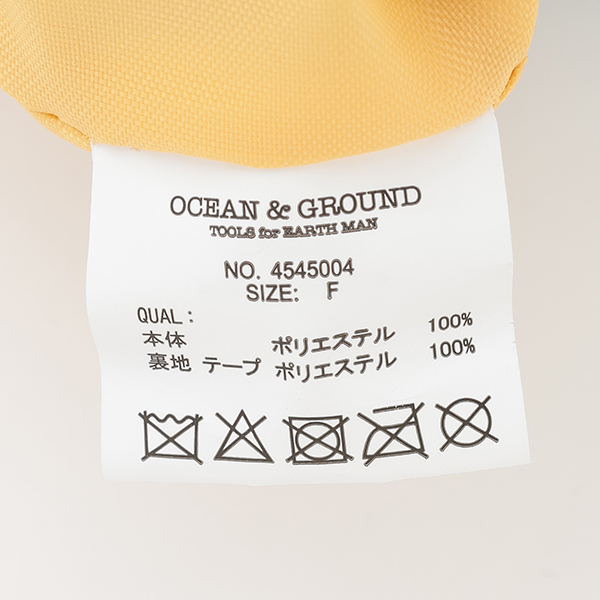 OCEAN & GROUND
TOOLS for EARTH MAN
NO. 4545004
SIZE: F
QUAL:
本体 ポリエステル 100%
裏地 テープ ポリエステル 100%